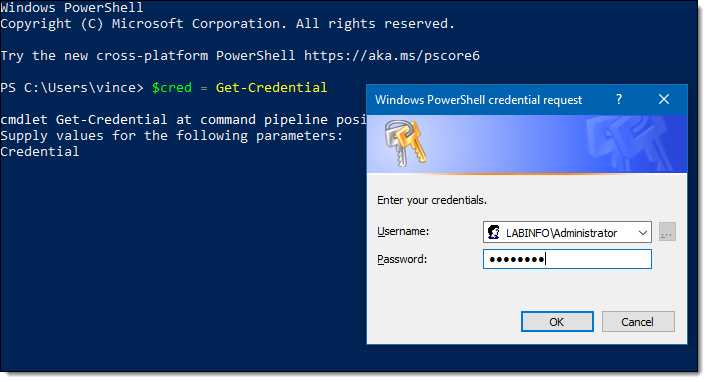 Windows PowerShell
Copyright (C) Microsoft Corporation. All rights reserved.
Try the new cross-platform PowerShell https://aka.ms/pscore6
PS C:\Users\vince> $cred = Get-Credential
cmdlet Get-Credential at command pipeline posi
Supply values for the following parameters:
Credential
Windows PowerShell credential request
Enter your credentials.
Username: LABINFO\Administrator
...
Password: ●●●●●●●●
OK Cancel